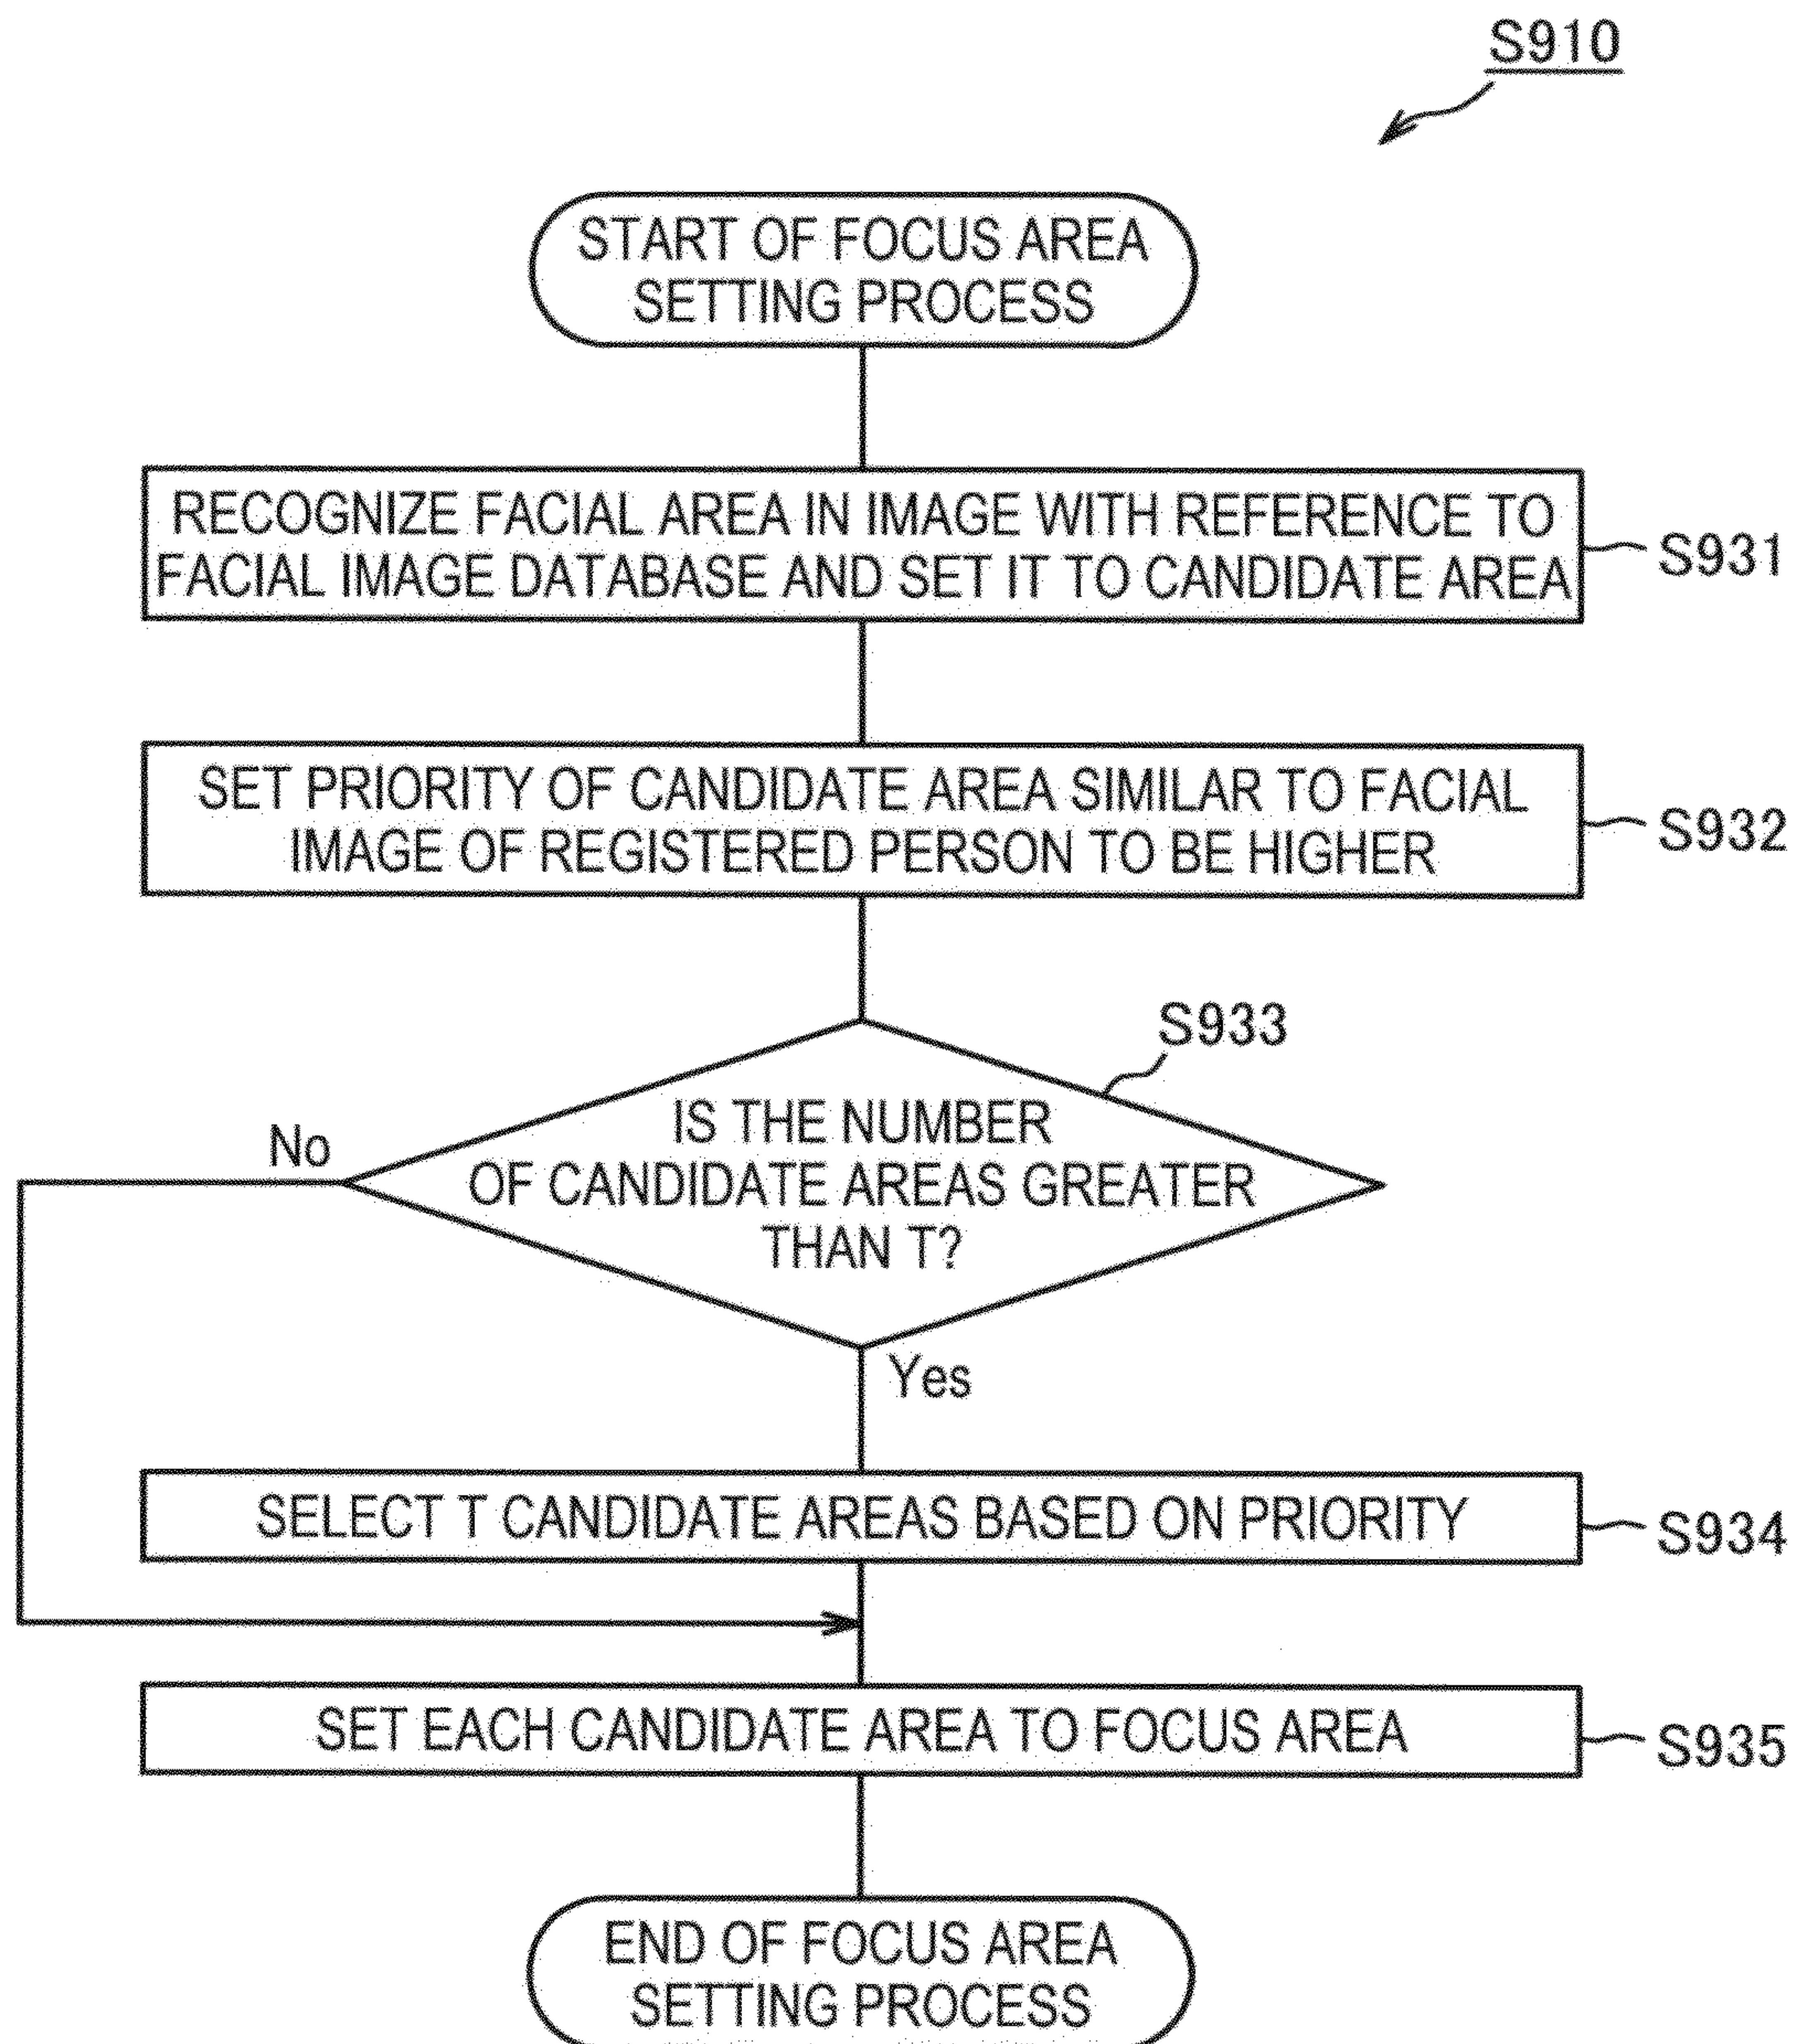 S910
START OF FOCUS AREA
SETTING PROCESS
RECOGNIZE FACIAL AREA IN IMAGE WITH REFERENCE TO
FACIAL IMAGE DATABASE AND SET IT TO CANDIDATE AREA
S931
SET PRIORITY OF CANDIDATE AREA SIMILAR TO FACIAL
IMAGE OF REGISTERED PERSON TO BE HIGHER
S932
S933
IS THE NUMBER
OF CANDIDATE AREAS GREATER
THAN T?
No
Yes
SELECT T CANDIDATE AREAS BASED ON PRIORITY
S934
SET EACH CANDIDATE AREA TO FOCUS AREA
S935
END OF FOCUS AREA
SETTING PROCESS